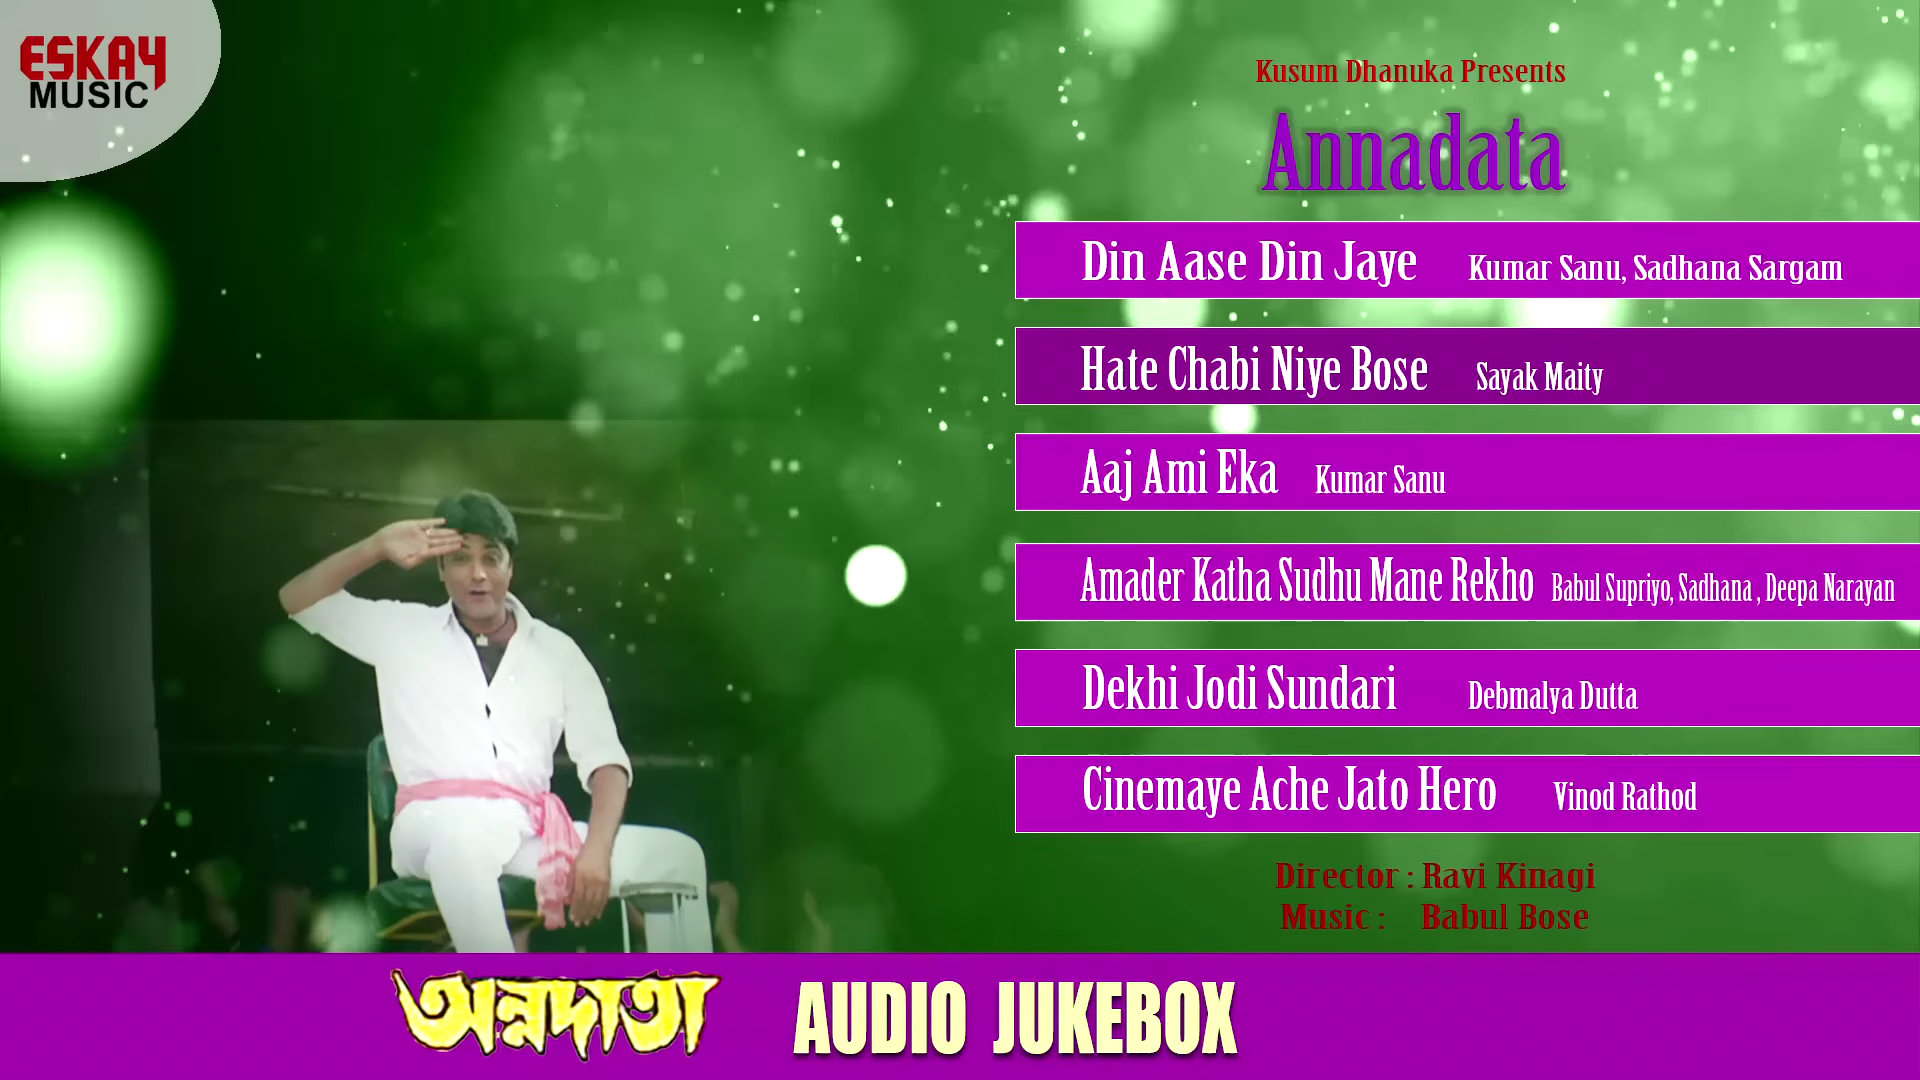 ESKAY
MUSIC
Kusum Dhanuka Presents
Annadata
Din Aase Din Jaye Kumar Sanu, Sadhana Sargam
Hate Chabi Niye Bose Sayak Maity
Aaj Ami Eka Kumar Sanu
Amader Katha Sudhu Mane Rekho Babul Supriyo, Sadhana , Deepa Narayan
Dekhi Jodi Sundari Debmalya Dutta
Cinemaye Ache Jato Hero Vinod Rathod
Director : Ravi Kinagi
Music : Babul Bose
অন্নদাতা AUDIO JUKEBOX